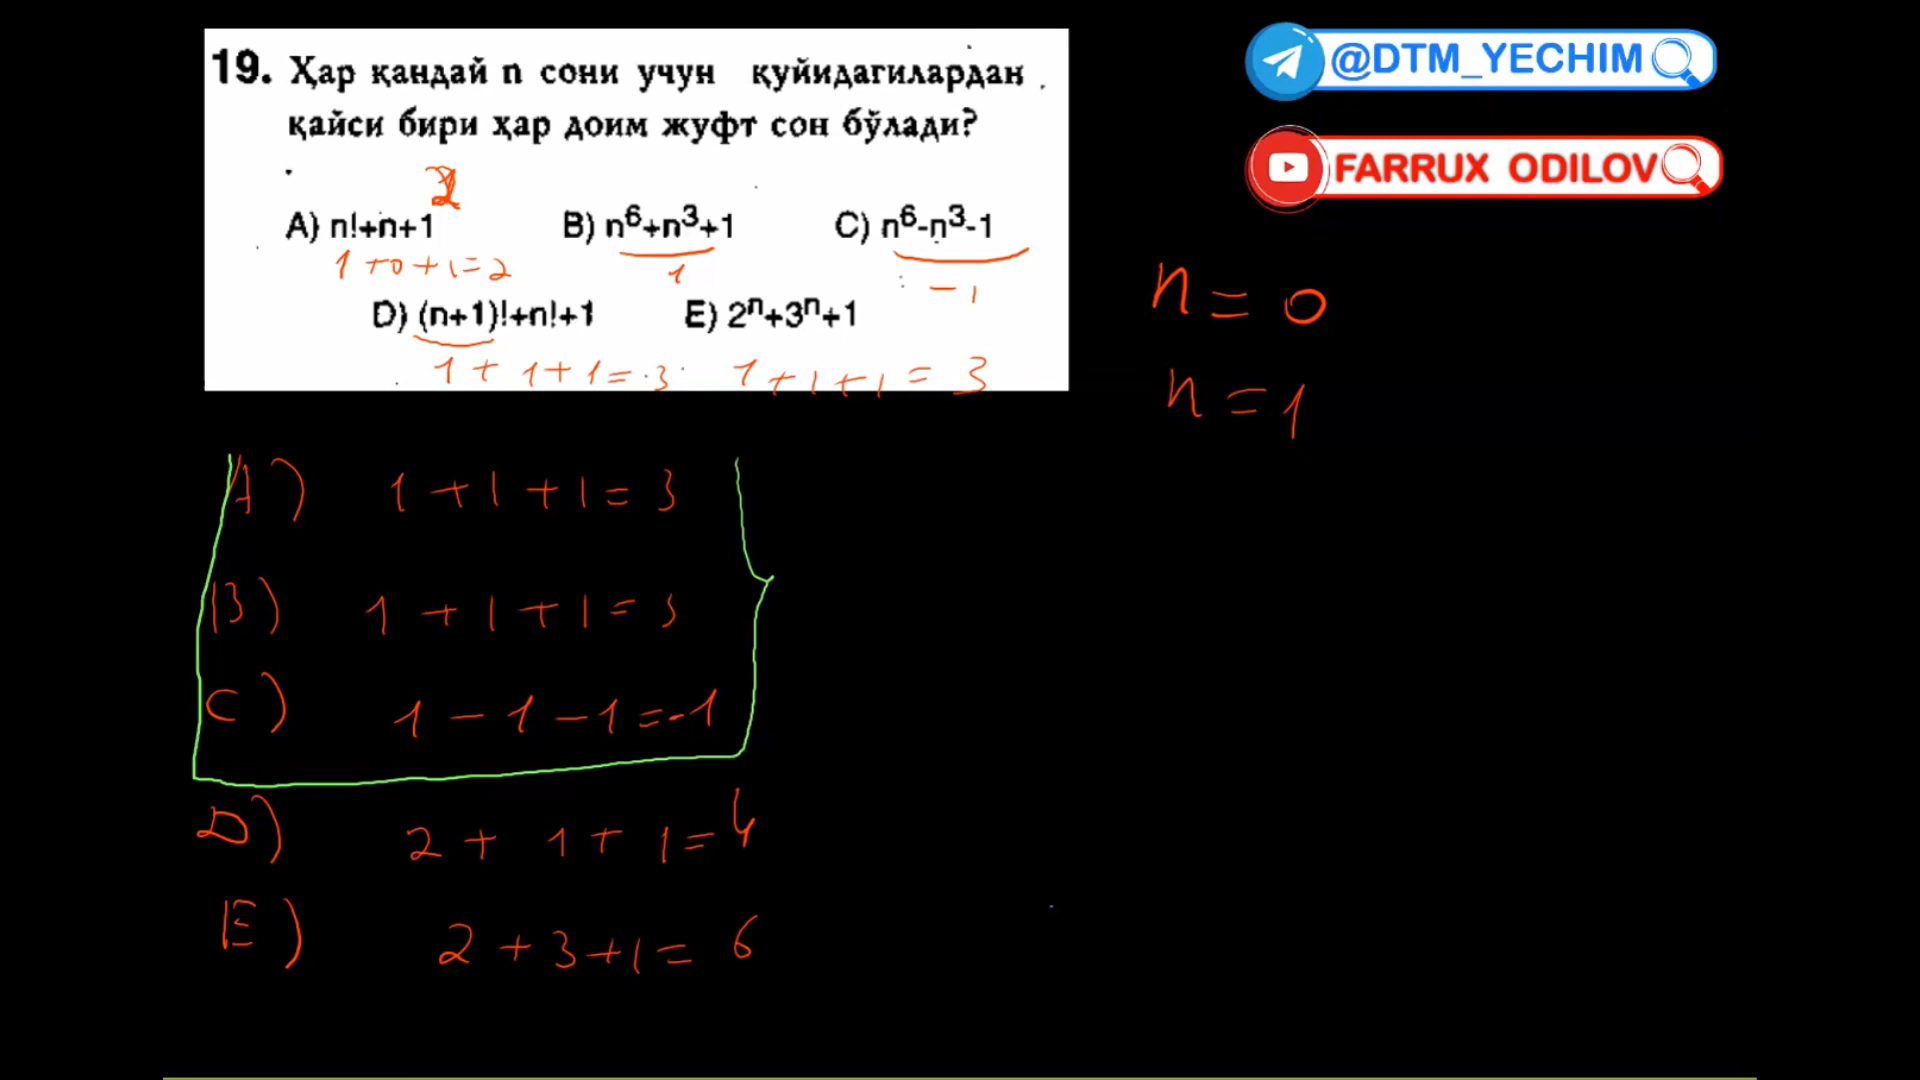 19. Ҳар қандай n сони учун қуйидагилардан
қайси бири ҳар доим жуфт сон бўлади?
A) n!+n+1 B) n⁶+n³+1 C) n⁶-n³-1
1+0+1=2 1 -1
D) (n+1)!+n!+1 E) 2ⁿ+3ⁿ+1
1+1+1=3 1+1+1=3
@DTM_YECHIM
FARRUX ODILOV
n=0
n=1
A) 1+1+1=3
B) 1+1+1=3
C) 1-1-1=-1
D) 2+1+1=4
E) 2+3+1=6